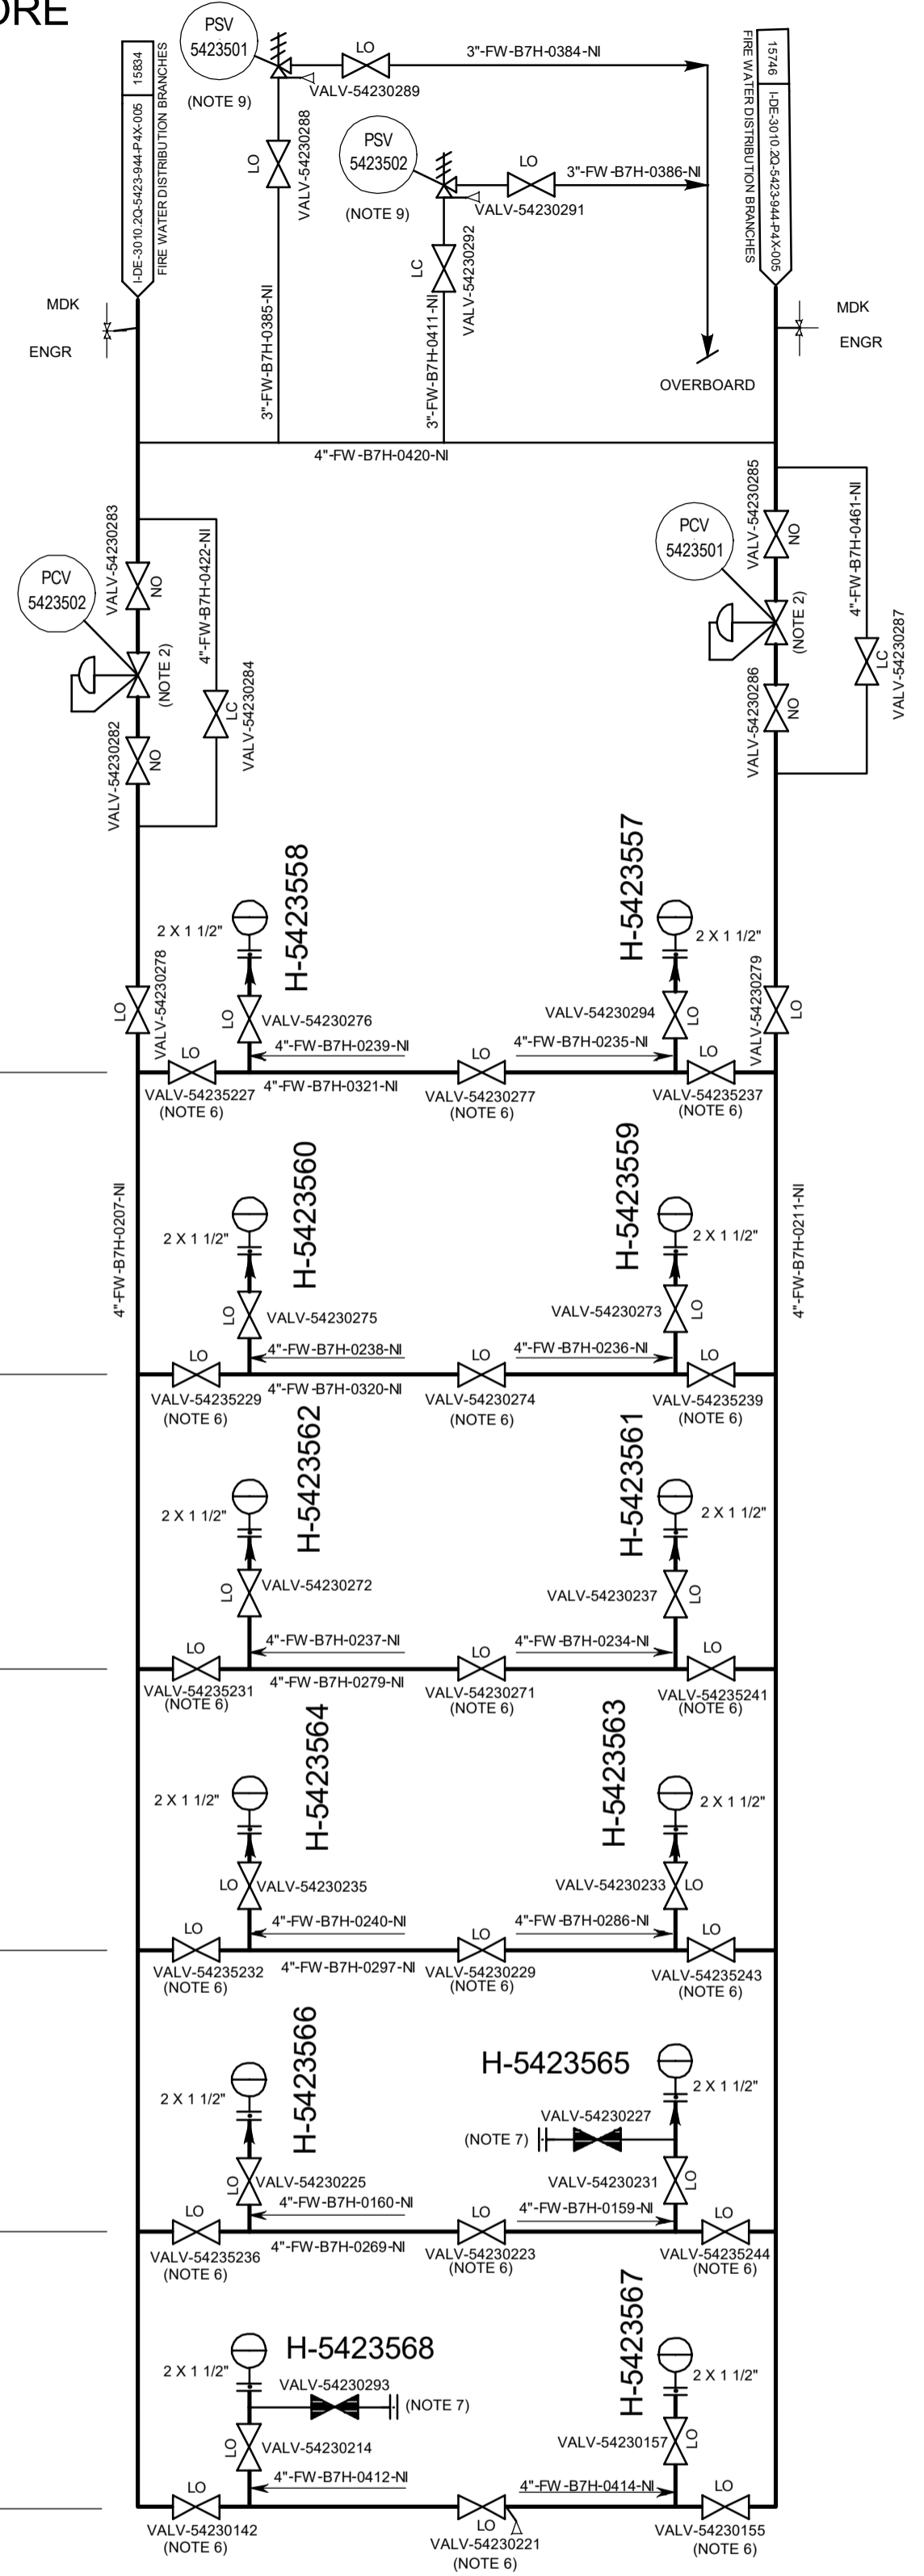 ORE
15834
I-DE-3010.2Q-5423-944-P4X-005
FIRE WATER DISTRIBUTION BRANCHES
PSV
5423501
(NOTE 9)
LO
VALV-54230289
3"-FW-B7H-0384-NI
LO
VALV-54230288
PSV
5423502
(NOTE 9)
LO
VALV-54230291
3"-FW-B7H-0386-NI
LC
VALV-54230292
3"-FW-B7H-0385-NI
3"-FW-B7H-0411-NI
OVERBOARD
15746
I-DE-3010.2Q-5423-944-P4X-005
FIRE WATER DISTRIBUTION BRANCHES
MDK
ENGR
MDK
ENGR
4"-FW-B7H-0420-NI
VALV-54230283
NO
4"-FW-B7H-0422-NI
PCV
5423502
(NOTE 2)
LC
VALV-54230284
VALV-54230282
NO
VALV-54230285
NO
4"-FW-B7H-0461-NI
PCV
5423501
(NOTE 2)
LC
VALV-54230287
VALV-54230286
NO
H-5423558
2 X 1 1/2"
LO
VALV-54230276
4"-FW-B7H-0239-NI
H-5423557
2 X 1 1/2"
VALV-54230294
LO
4"-FW-B7H-0235-NI
LO
VALV-54230278
VALV-54230279
LO
LO
VALV-54235227
(NOTE 6)
4"-FW-B7H-0321-NI
LO
VALV-54230277
(NOTE 6)
LO
VALV-54235237
(NOTE 6)
4"-FW-B7H-0207-NI
4"-FW-B7H-0211-NI
H-5423560
2 X 1 1/2"
LO
VALV-54230275
4"-FW-B7H-0238-NI
H-5423559
2 X 1 1/2"
VALV-54230273
LO
4"-FW-B7H-0236-NI
LO
VALV-54235229
(NOTE 6)
4"-FW-B7H-0320-NI
LO
VALV-54230274
(NOTE 6)
LO
VALV-54235239
(NOTE 6)
H-5423562
2 X 1 1/2"
LO
VALV-54230272
4"-FW-B7H-0237-NI
H-5423561
2 X 1 1/2"
VALV-54230237
LO
4"-FW-B7H-0234-NI
LO
VALV-54235231
(NOTE 6)
4"-FW-B7H-0279-NI
LO
VALV-54230271
(NOTE 6)
LO
VALV-54235241
(NOTE 6)
H-5423564
2 X 1 1/2"
LO
VALV-54230235
4"-FW-B7H-0240-NI
H-5423563
2 X 1 1/2"
VALV-54230233
LO
4"-FW-B7H-0286-NI
LO
VALV-54235232
(NOTE 6)
4"-FW-B7H-0297-NI
LO
VALV-54230229
(NOTE 6)
LO
VALV-54235243
(NOTE 6)
H-5423566
2 X 1 1/2"
LO
VALV-54230225
4"-FW-B7H-0160-NI
H-5423565
2 X 1 1/2"
VALV-54230227
(NOTE 7)
VALV-54230231
LO
4"-FW-B7H-0159-NI
LO
VALV-54235236
(NOTE 6)
4"-FW-B7H-0269-NI
LO
VALV-54230223
(NOTE 6)
LO
VALV-54235244
(NOTE 6)
H-5423568
2 X 1 1/2"
VALV-54230293
(NOTE 7)
LO
VALV-54230214
4"-FW-B7H-0412-NI
H-5423567
2 X 1 1/2"
VALV-54230157
LO
4"-FW-B7H-0414-NI
LO
VALV-54230142
(NOTE 6)
LO
VALV-54230221
(NOTE 6)
LO
VALV-54230155
(NOTE 6)